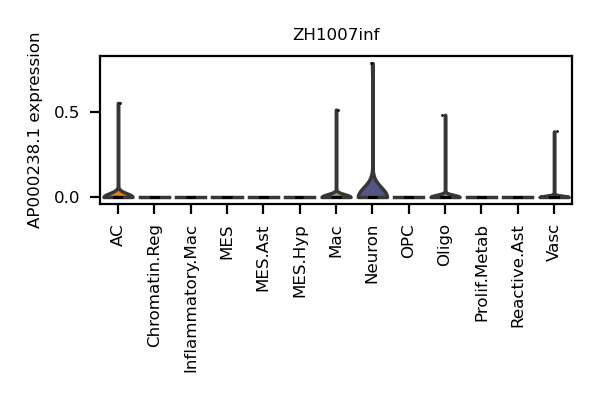 ZH1007inf
AP000238.1 expression
0.5
0.0
AC
Chromatin.Reg
Inflammatory.Mac
MES
MES.Ast
MES.Hyp
Mac
Neuron
OPC
Oligo
Prolif.Metab
Reactive.Ast
Vasc